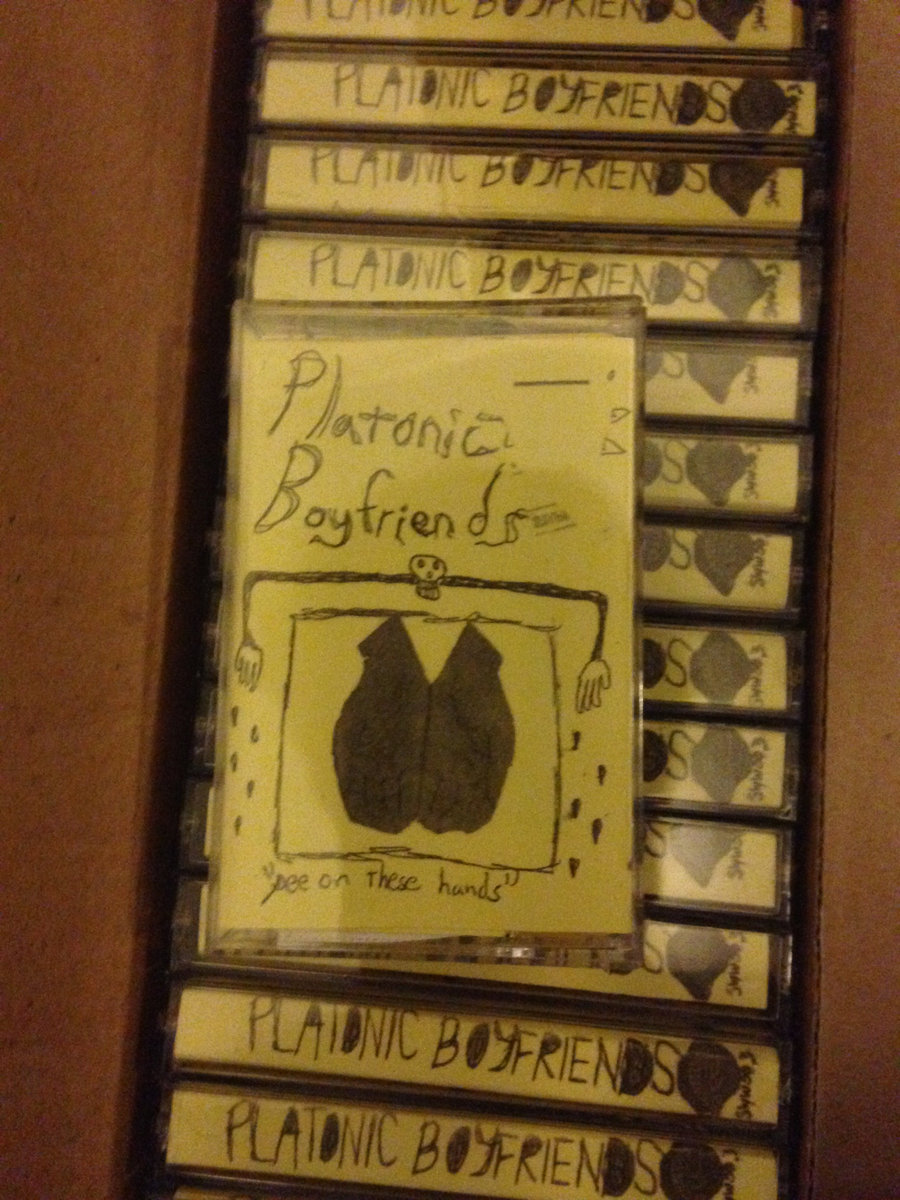 PLATONIC BOYFRIENDS
PLATONIC BOYFRIENDS
PLATONIC BOYFRIENDS
PLATONIC BOYFRIENDS
Platonic
Boyfriends
"pee on These hands"
S
S
S
S
S
S
S
PLATONIC BOYFRIENDS
PLATONIC BOYFRIENDS